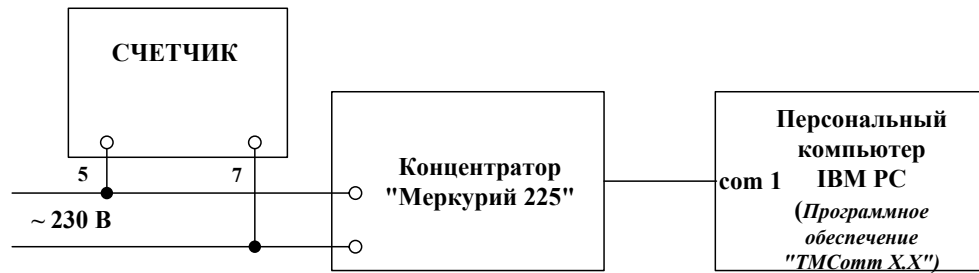 СЧЕТЧИК
5
7
~ 230 В
Концентратор
"Меркурий 225"
com 1
Персональный
компьютер
IBM PC
(Программное
обеспечение
"TMComm X.X")